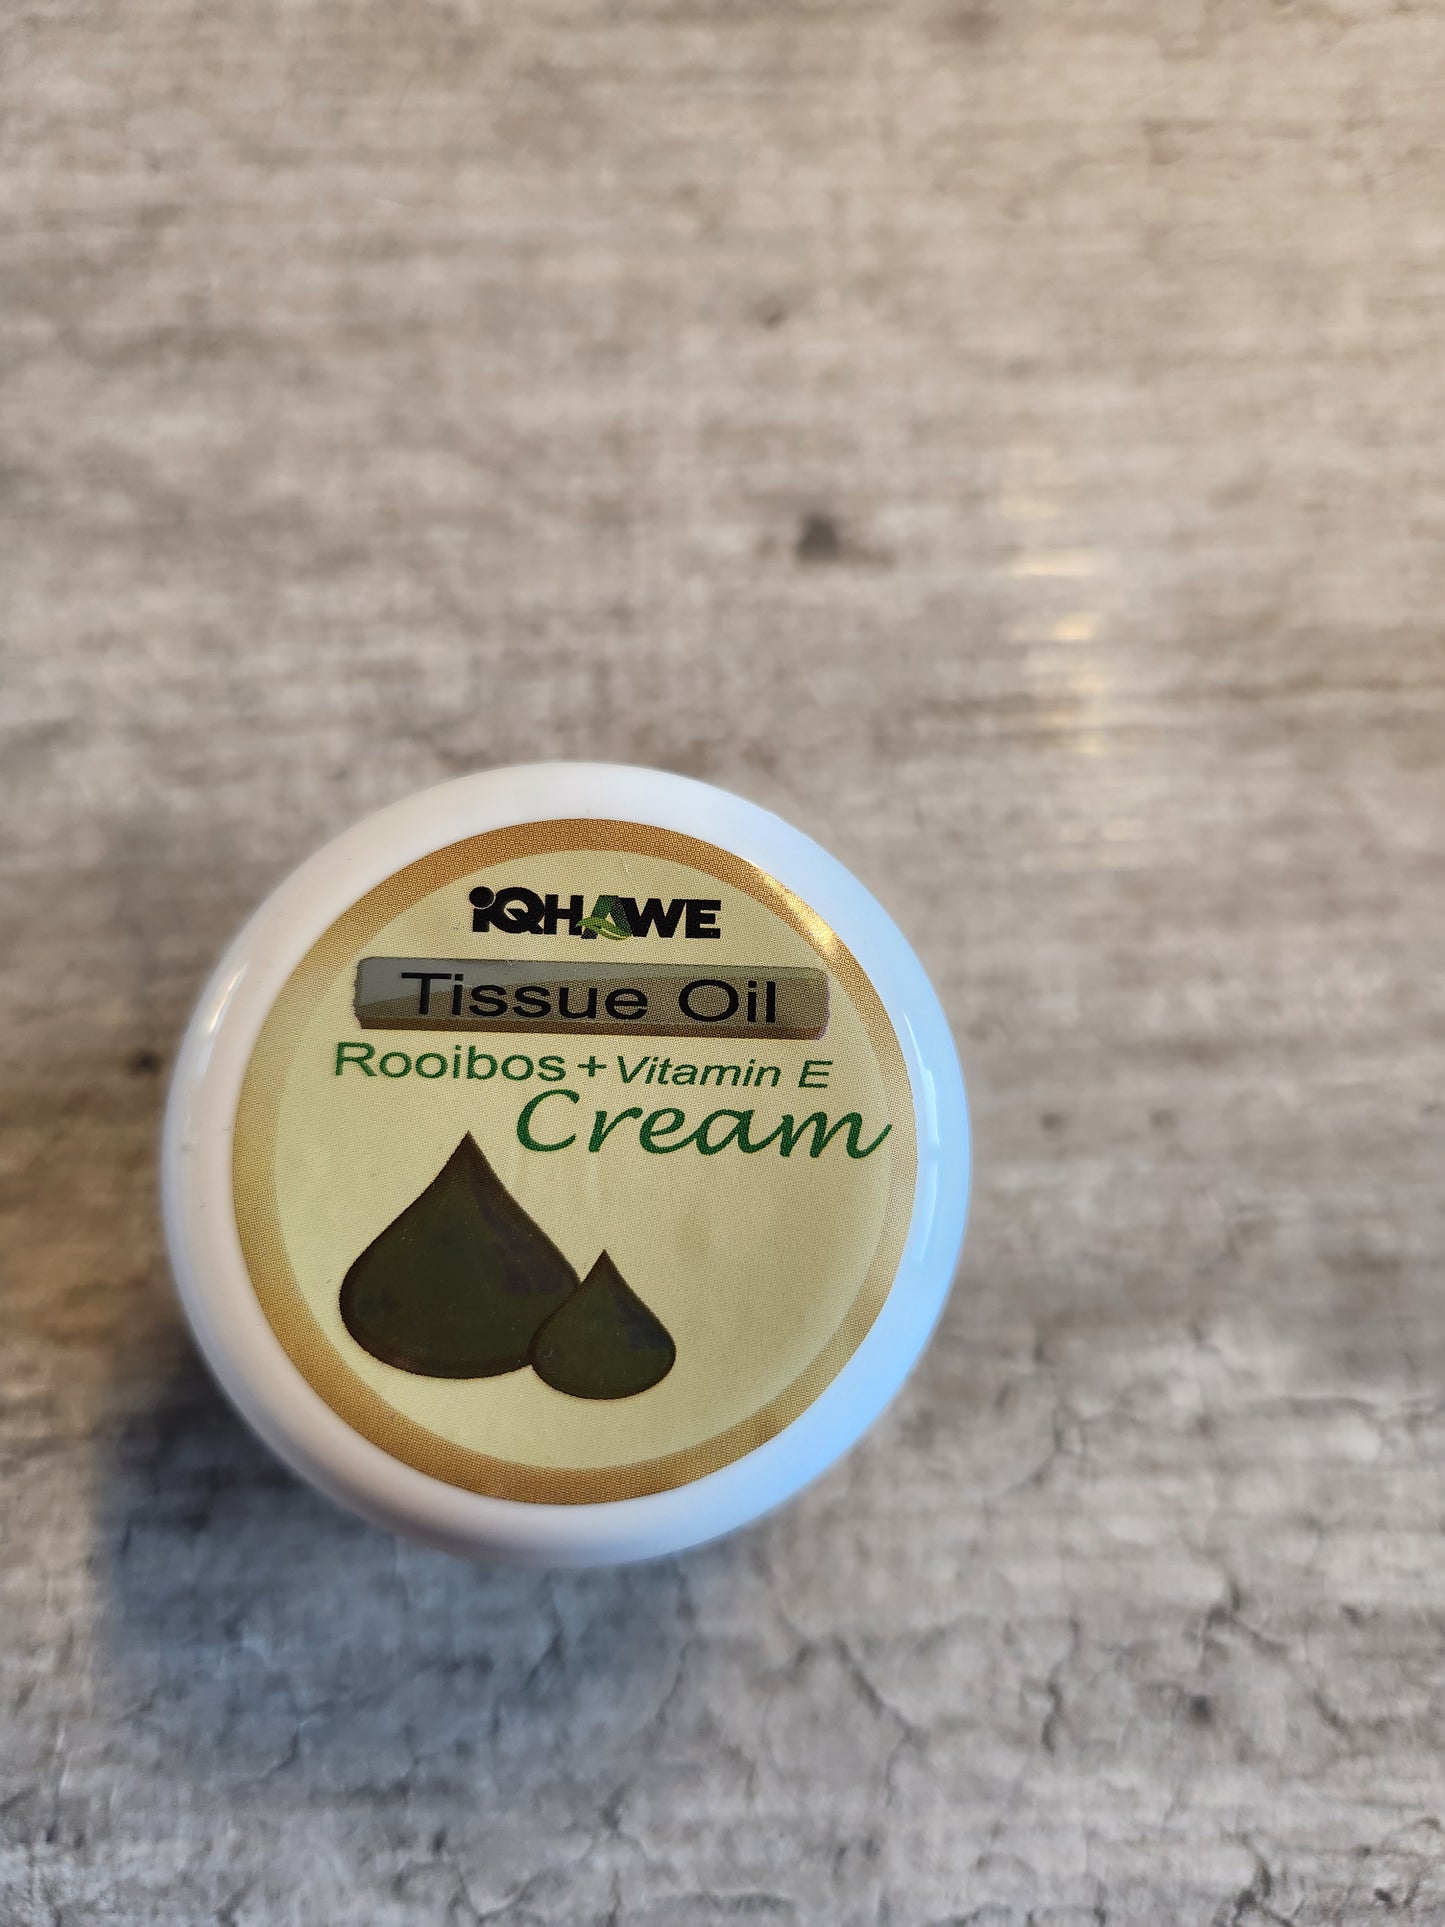 iQHAWE
Tissue Oil
Rooibos + Vitamin E
Cream